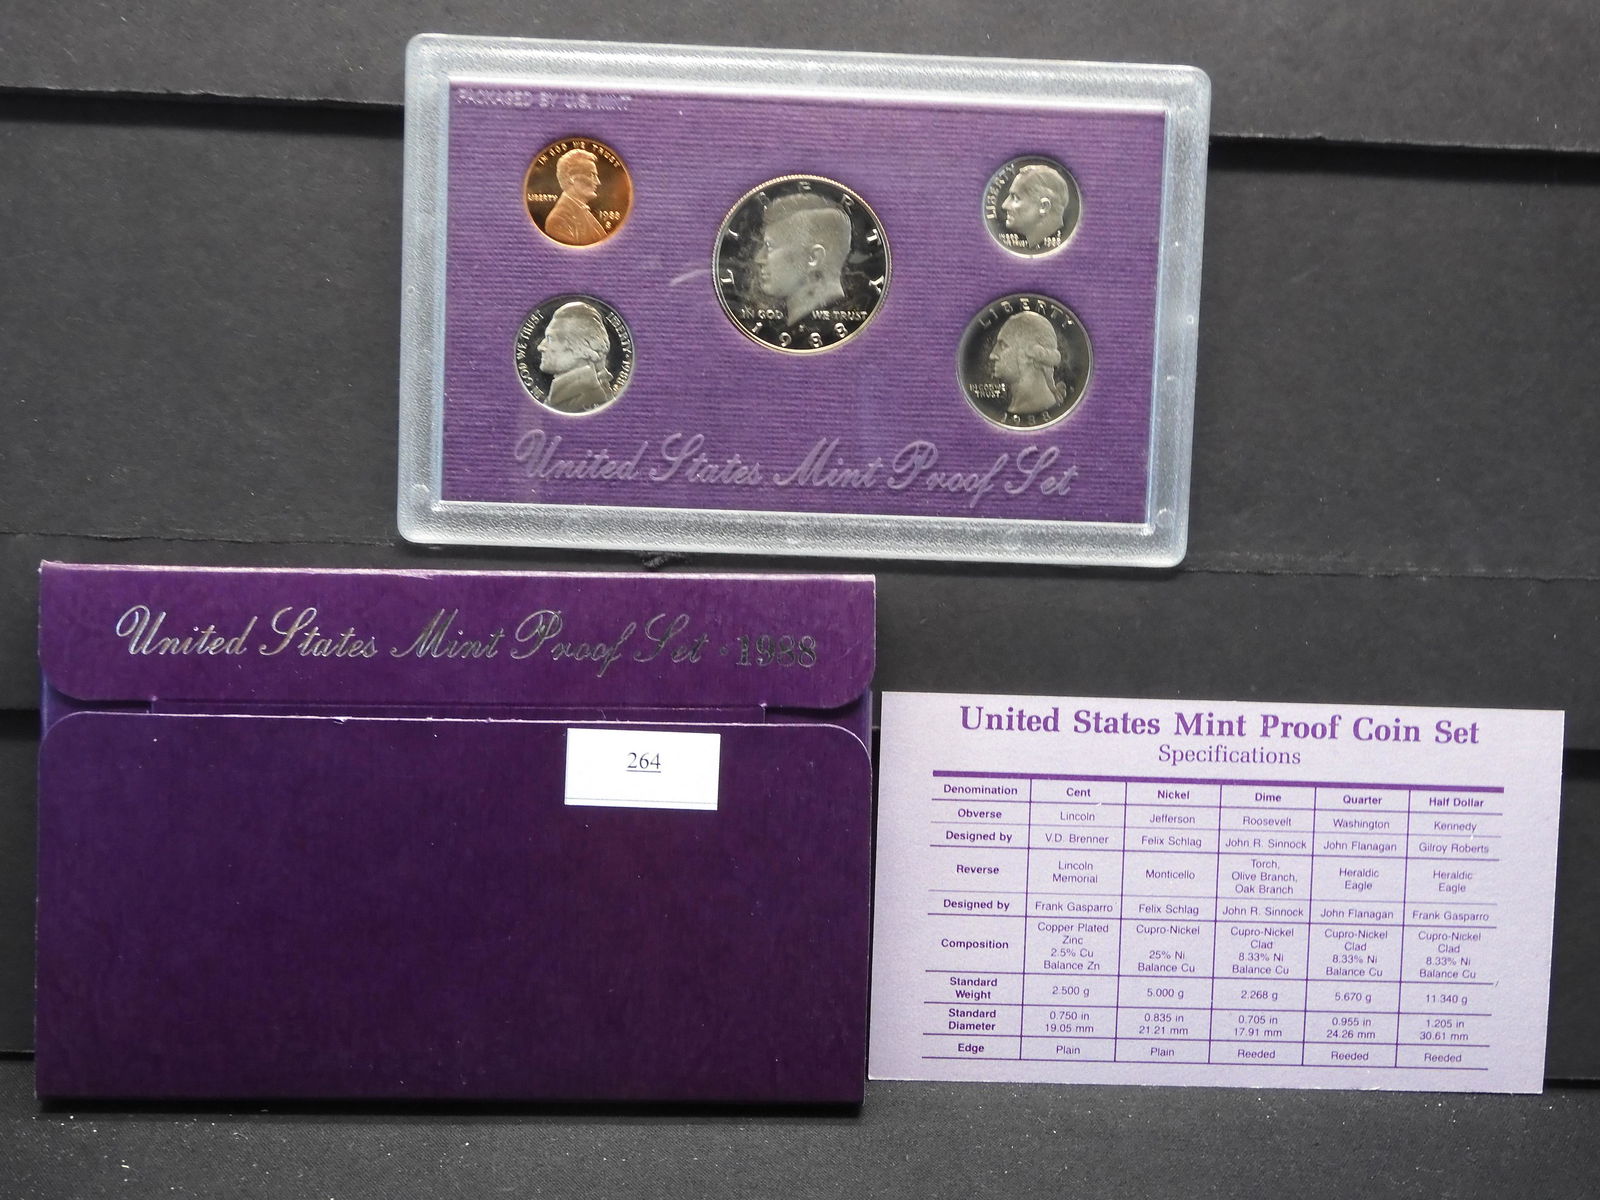 PACKAGED BY U.S. MINT
IN GOD WE TRUST
LIBERTY
1988
S
LIBERTY
IN GOD WE TRUST
1988
LIBERTY
IN GOD
WE TRUST
1988
IN GOD WE TRUST
LIBERTY · 1988
LIBERTY
IN GOD WE
TRUST
1988
United States Mint Proof Set
United States Mint Proof Set · 1988
264
United States Mint Proof Coin Set
Specifications
Denomination Cent Nickel Dime Quarter Half Dollar
Obverse Lincoln Jefferson Roosevelt Washington Kennedy
Designed by V.D. Brenner Felix Schlag John R. Sinnock John Flanagan Gilroy Roberts
Reverse Lincoln Memorial Monticello Torch, Olive Branch, Oak Branch Heraldic Eagle Heraldic Eagle
Designed by Frank Gasparro Felix Schlag John R. Sinnock John Flanagan Frank Gasparro
Composition Copper Plated Zinc 2.5% Cu Balance Zn Cupro-Nickel 25% Ni Balance Cu Cupro-Nickel Clad 8.33% Ni Balance Cu Cupro-Nickel Clad 8.33% Ni Balance Cu Cupro-Nickel Clad 8.33% Ni Balance Cu
Standard Weight 2.500 g 5.000 g 2.268 g 5.670 g 11.340 g
Standard Diameter 0.750 in 19.05 mm 0.835 in 21.21 mm 0.705 in 17.91 mm 0.955 in 24.26 mm 1.205 in 30.61 mm
Edge Plain Plain Reeded Reeded Reeded